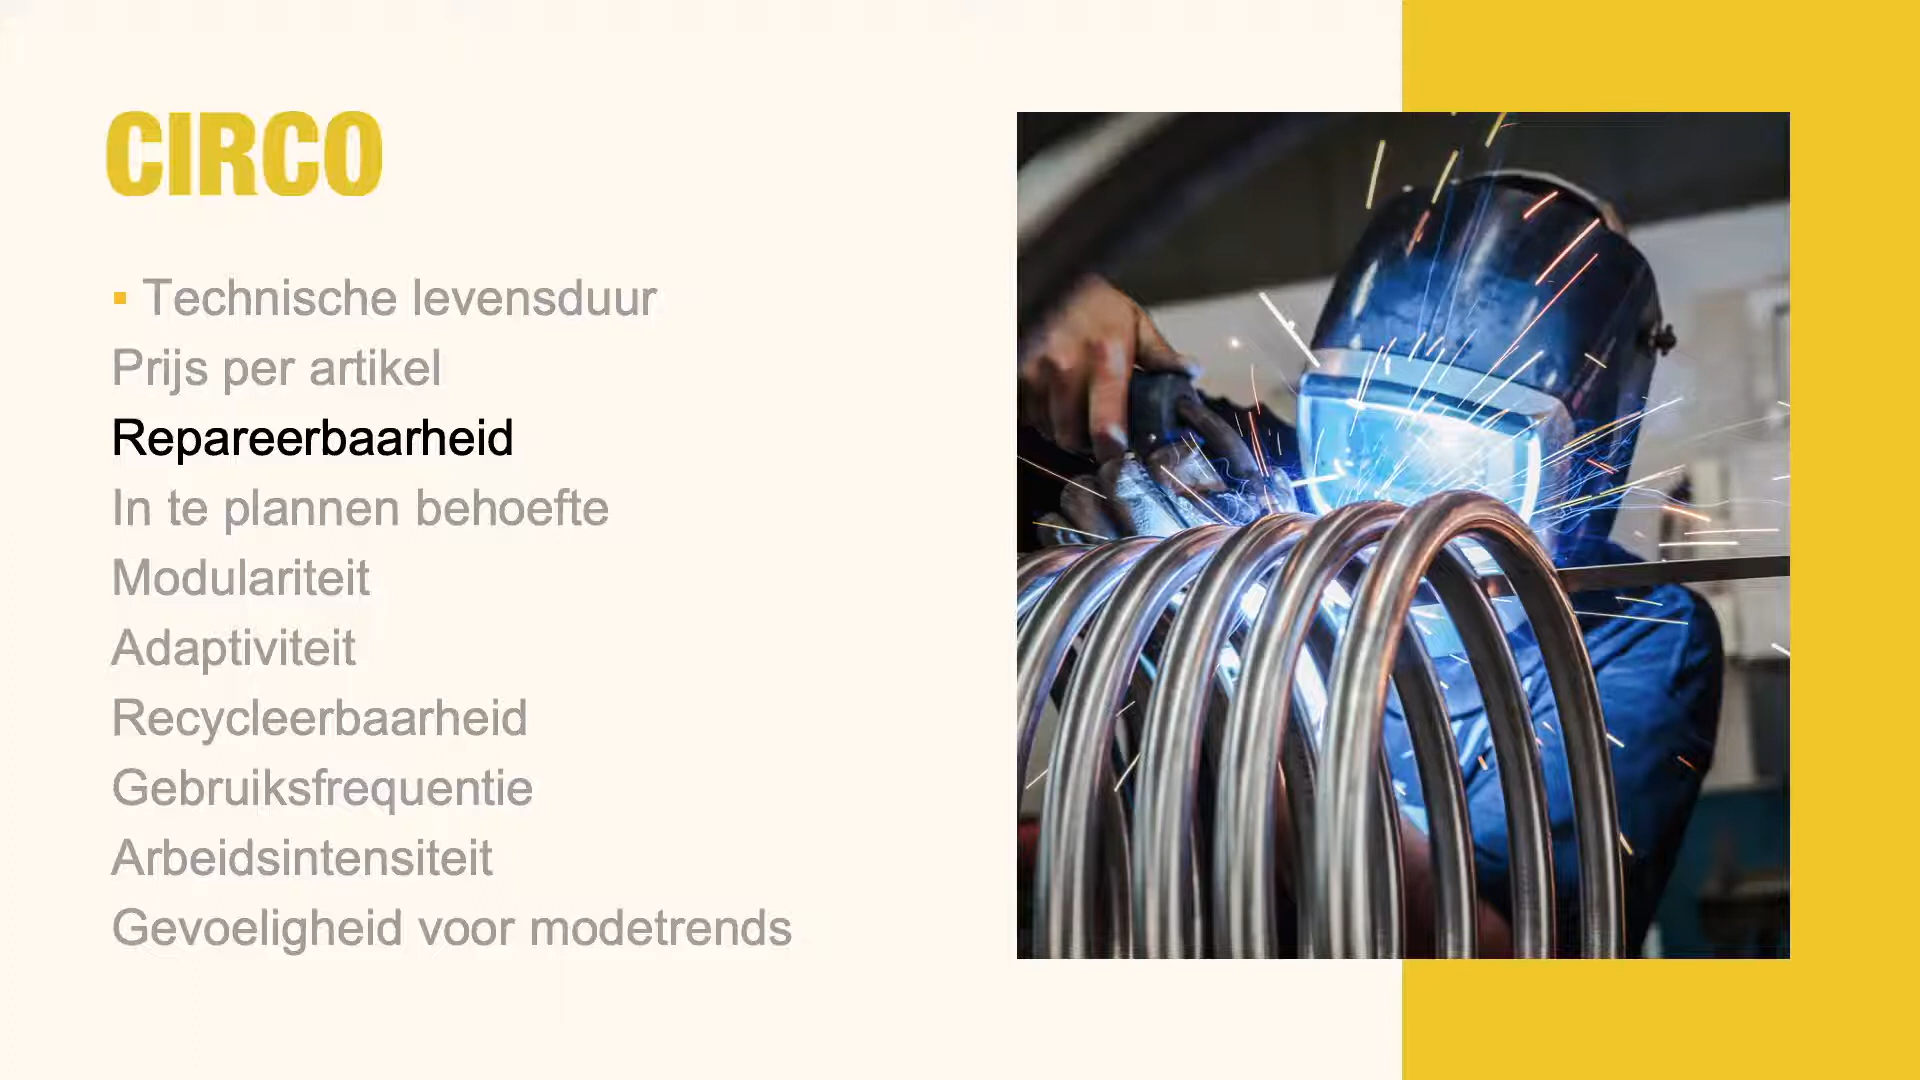 CIRCO
▪ Technische levensduur
Prijs per artikel
Repareerbaarheid
In te plannen behoefte
Modulariteit
Adaptiviteit
Recycleerbaarheid
Gebruiksfrequentie
Arbeidsintensiteit
Gevoeligheid voor modetrends